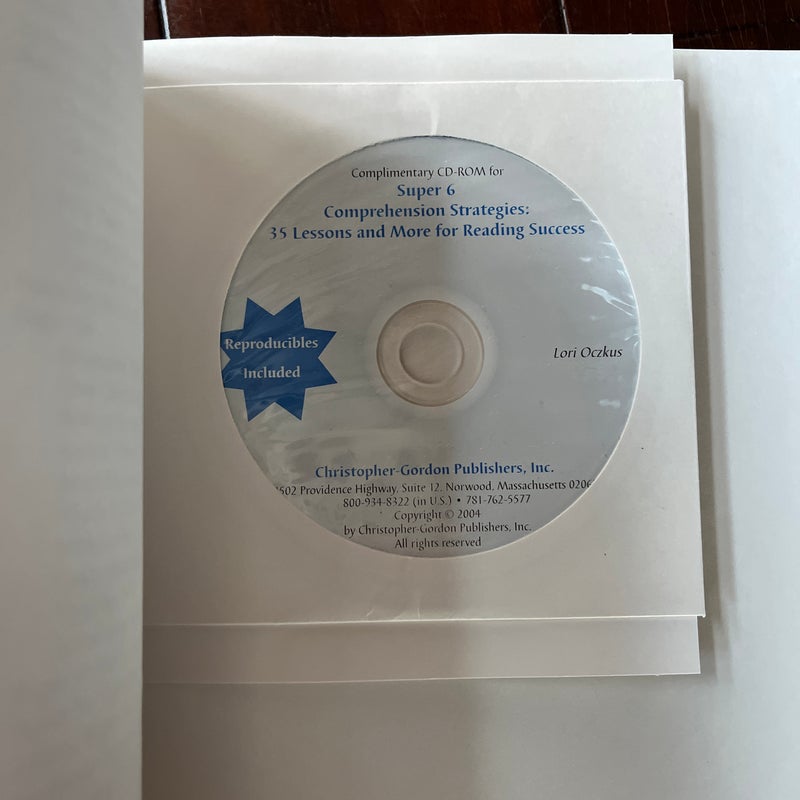 Complimentary CD-ROM for
Super 6
Comprehension Strategies:
35 Lessons and More for Reading Success
Reproducibles
Included
Lori Oczkus
Christopher-Gordon Publishers, Inc.
Providence Highway, Suite 12, Norwood, Massachusetts
800-934-8322 (in U.S.) • 781-762-5577
Copyright © 2004
by Christopher-Gordon Publishers, Inc.
All rights reserved